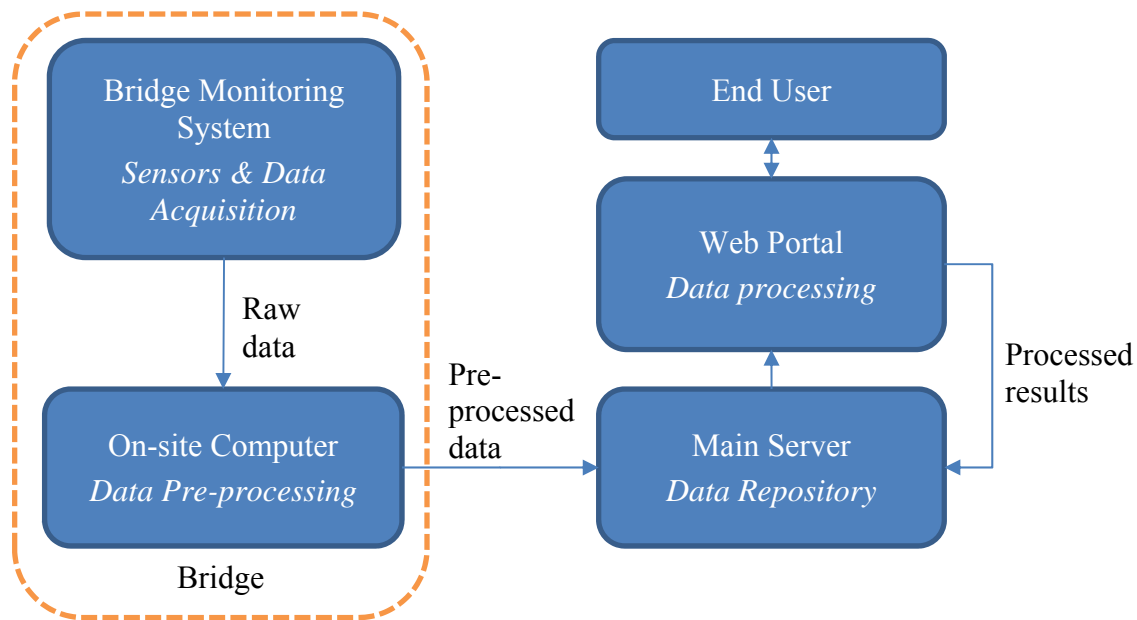 Bridge Monitoring
System
Sensors & Data
Acquisition
Raw
data
On-site Computer
Data Pre-processing
Bridge
Pre-
processed
data
End User
Web Portal
Data processing
Processed
results
Main Server
Data Repository